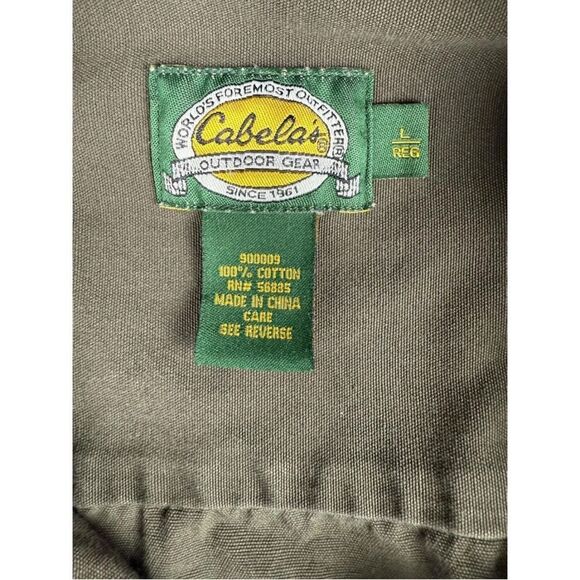 WORLD'S FOREMOST OUTFITTER®
Cabela's®
OUTDOOR GEAR
SINCE 1961
L
REG
900009
100% COTTON
RN# 56885
MADE IN CHINA
CARE
SEE REVERSE